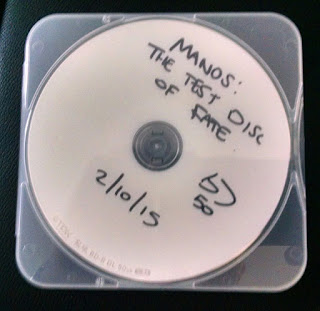 MANOS:
THE TEST DISC
OF FATE
2/10/15
50